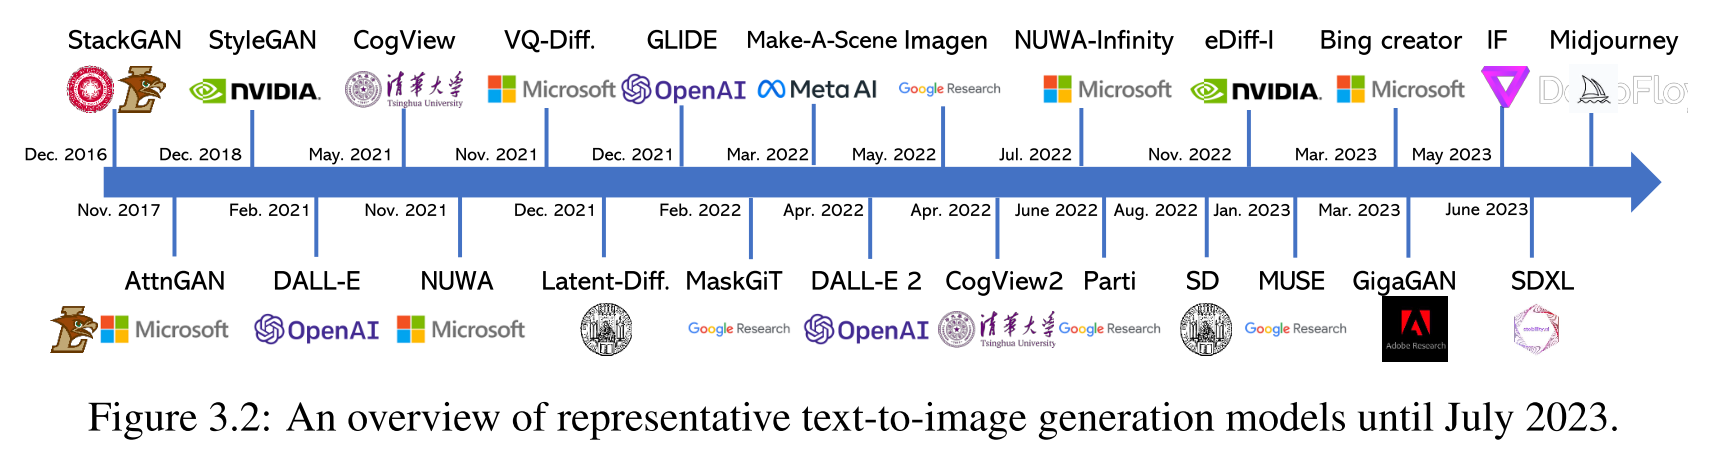 StackGAN StyleGAN CogView VQ-Diff. GLIDE Make-A-Scene Imagen NUWA-Infinity eDiff-I Bing creator IF Midjourney
L NVIDIA. 清華大学 Tsinghua University Microsoft OpenAI Meta AI Google Research Microsoft NVIDIA. Microsoft
Dec. 2016 Dec. 2018 May. 2021 Nov. 2021 Dec. 2021 Mar. 2022 May. 2022 Jul. 2022 Nov. 2022 Mar. 2023 May 2023
Nov. 2017 Feb. 2021 Nov. 2021 Dec. 2021 Feb. 2022 Apr. 2022 Apr. 2022 June 2022 Aug. 2022 Jan. 2023 Mar. 2023 June 2023
AttnGAN DALL-E NUWA Latent-Diff. MaskGiT DALL-E 2 CogView2 Parti SD MUSE GigaGAN SDXL
L Microsoft OpenAI Microsoft Google Research OpenAI 清華大学 Tsinghua University Google Research Google Research Adobe Research
Figure 3.2: An overview of representative text-to-image generation models until July 2023.